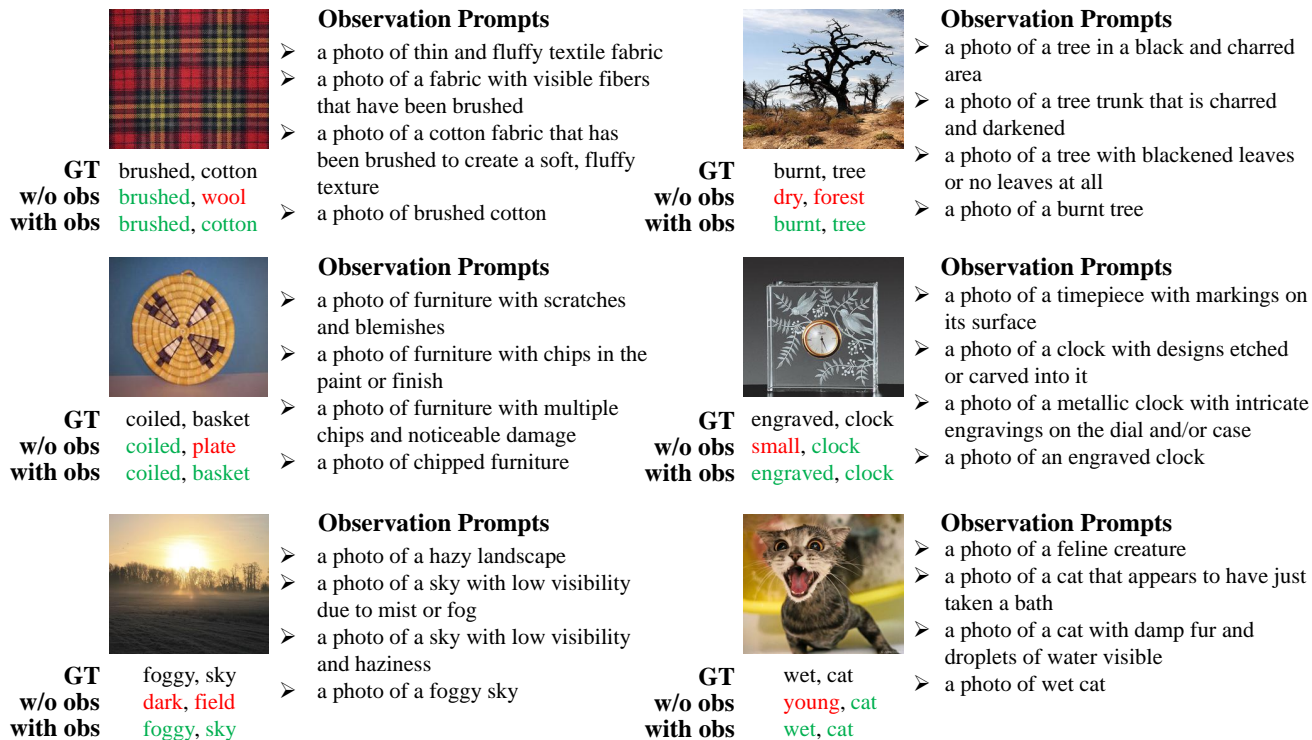 Observation Prompts
➢ a photo of thin and fluffy textile fabric
➢ a photo of a fabric with visible fibers
that have been brushed
➢ a photo of a cotton fabric that has
been brushed to create a soft, fluffy
texture
➢ a photo of brushed cotton
GT brushed, cotton
w/o obs brushed, wool
with obs brushed, cotton
Observation Prompts
➢ a photo of a tree in a black and charred
area
➢ a photo of a tree trunk that is charred
and darkened
➢ a photo of a tree with blackened leaves
or no leaves at all
➢ a photo of a burnt tree
GT burnt, tree
w/o obs dry, forest
with obs burnt, tree
Observation Prompts
➢ a photo of furniture with scratches
and blemishes
➢ a photo of furniture with chips in the
paint or finish
➢ a photo of furniture with multiple
chips and noticeable damage
➢ a photo of chipped furniture
GT coiled, basket
w/o obs coiled, plate
with obs coiled, basket
Observation Prompts
➢ a photo of a timepiece with markings on
its surface
➢ a photo of a clock with designs etched
or carved into it
➢ a photo of a metallic clock with intricate
engravings on the dial and/or case
➢ a photo of an engraved clock
GT engraved, clock
w/o obs small, clock
with obs engraved, clock
Observation Prompts
➢ a photo of a hazy landscape
➢ a photo of a sky with low visibility
due to mist or fog
➢ a photo of a sky with low visibility
and haziness
➢ a photo of a foggy sky
GT foggy, sky
w/o obs dark, field
with obs foggy, sky
Observation Prompts
➢ a photo of a feline creature
➢ a photo of a cat that appears to have just
taken a bath
➢ a photo of a cat with damp fur and
droplets of water visible
➢ a photo of wet cat
GT wet, cat
w/o obs young, cat
with obs wet, cat